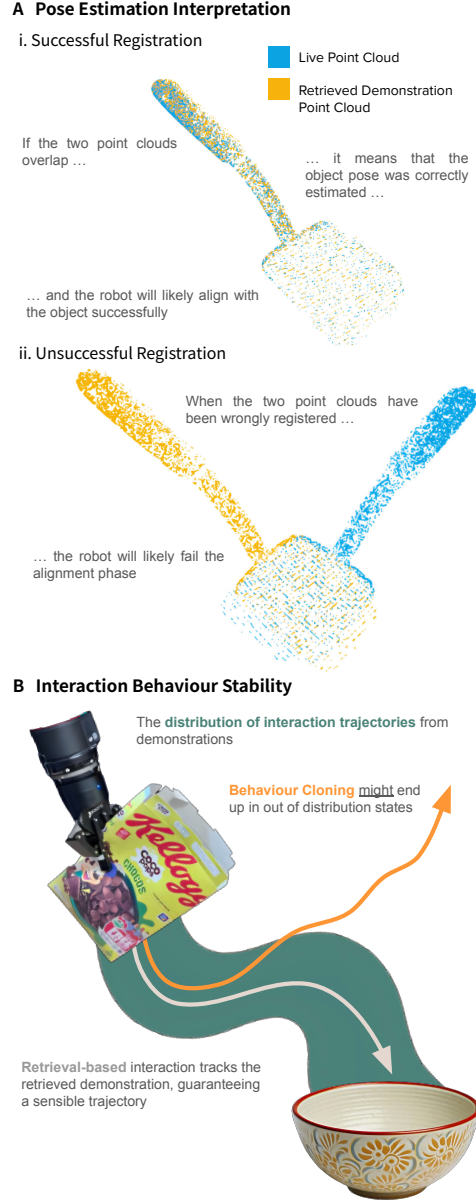 A Pose Estimation Interpretation
i. Successful Registration
Live Point Cloud
Retrieved Demonstration
Point Cloud
If the two point clouds
overlap …
… it means that the
object pose was correctly
estimated …
… and the robot will likely align with
the object successfully
ii. Unsuccessful Registration
When the two point clouds have
been wrongly registered …
… the robot will likely fail the
alignment phase
B Interaction Behaviour Stability
The distribution of interaction trajectories from
demonstrations
Behaviour Cloning might end
up in out of distribution states
Kelloggs
COCO
CHOCOS
Retrieval-based interaction tracks the
retrieved demonstration, guaranteeing
a sensible trajectory